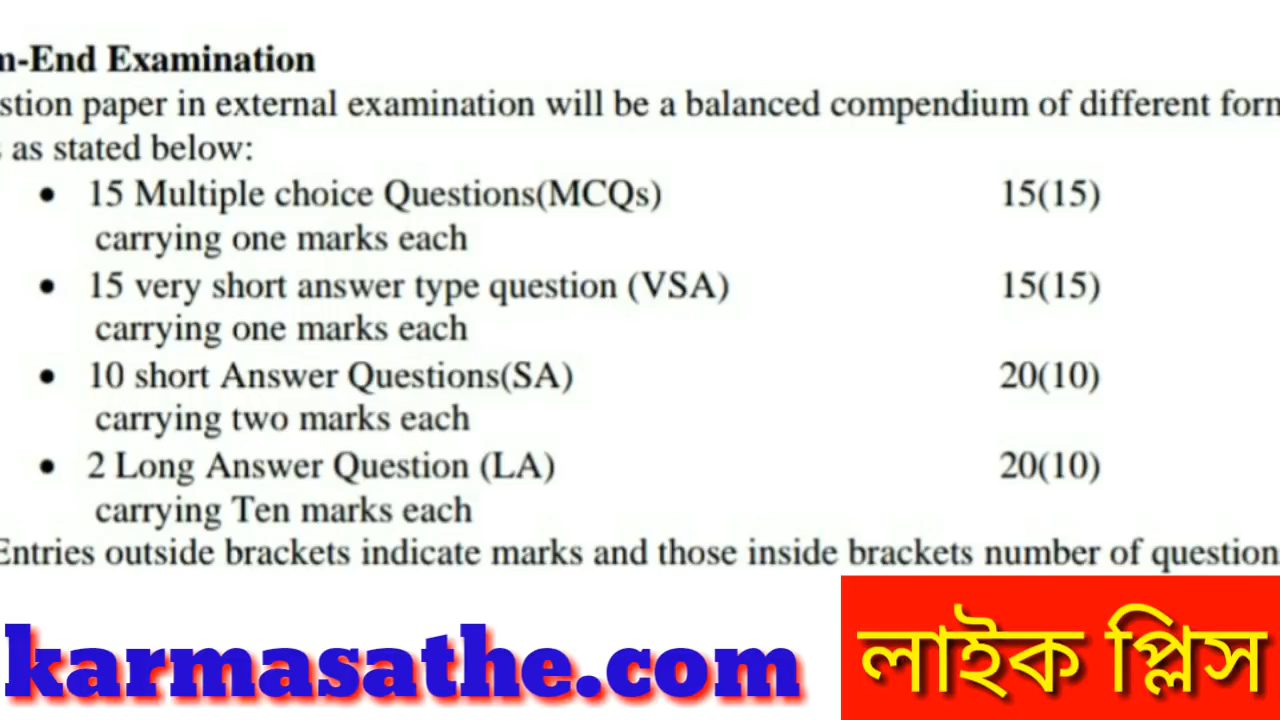 m-End Examination
stion paper in external examination will be a balanced compendium of different form
s as stated below:
• 15 Multiple choice Questions(MCQs) 15(15)
carrying one marks each
• 15 very short answer type question (VSA) 15(15)
carrying one marks each
• 10 short Answer Questions(SA) 20(10)
carrying two marks each
• 2 Long Answer Question (LA) 20(10)
carrying Ten marks each
Entries outside brackets indicate marks and those inside brackets number of question
karmasathe.com
লাইক প্লিস